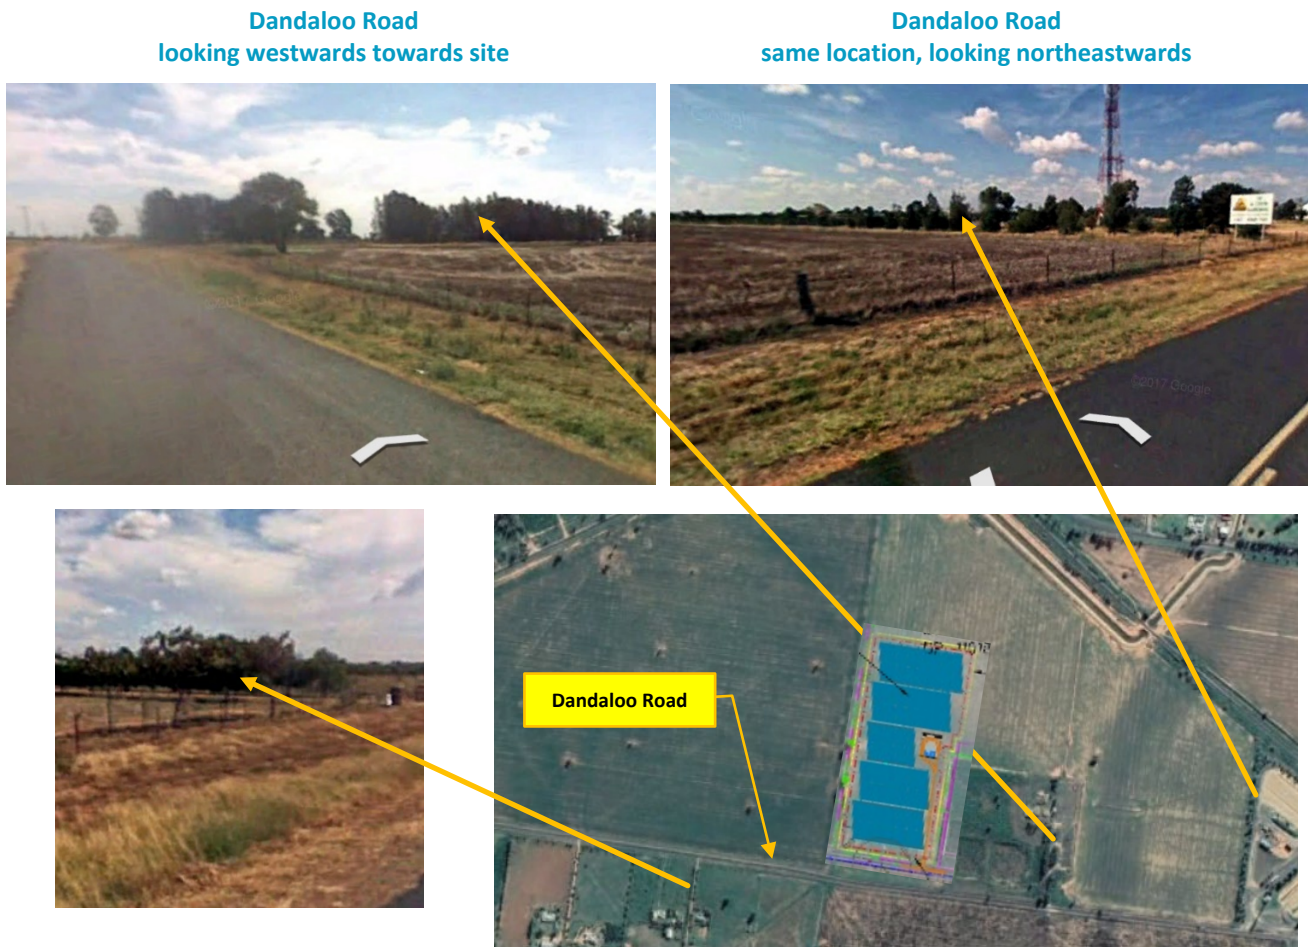 Dandaloo Road
looking westwards towards site
Dandaloo Road
same location, looking northeastwards
©2017 Google
Dandaloo Road